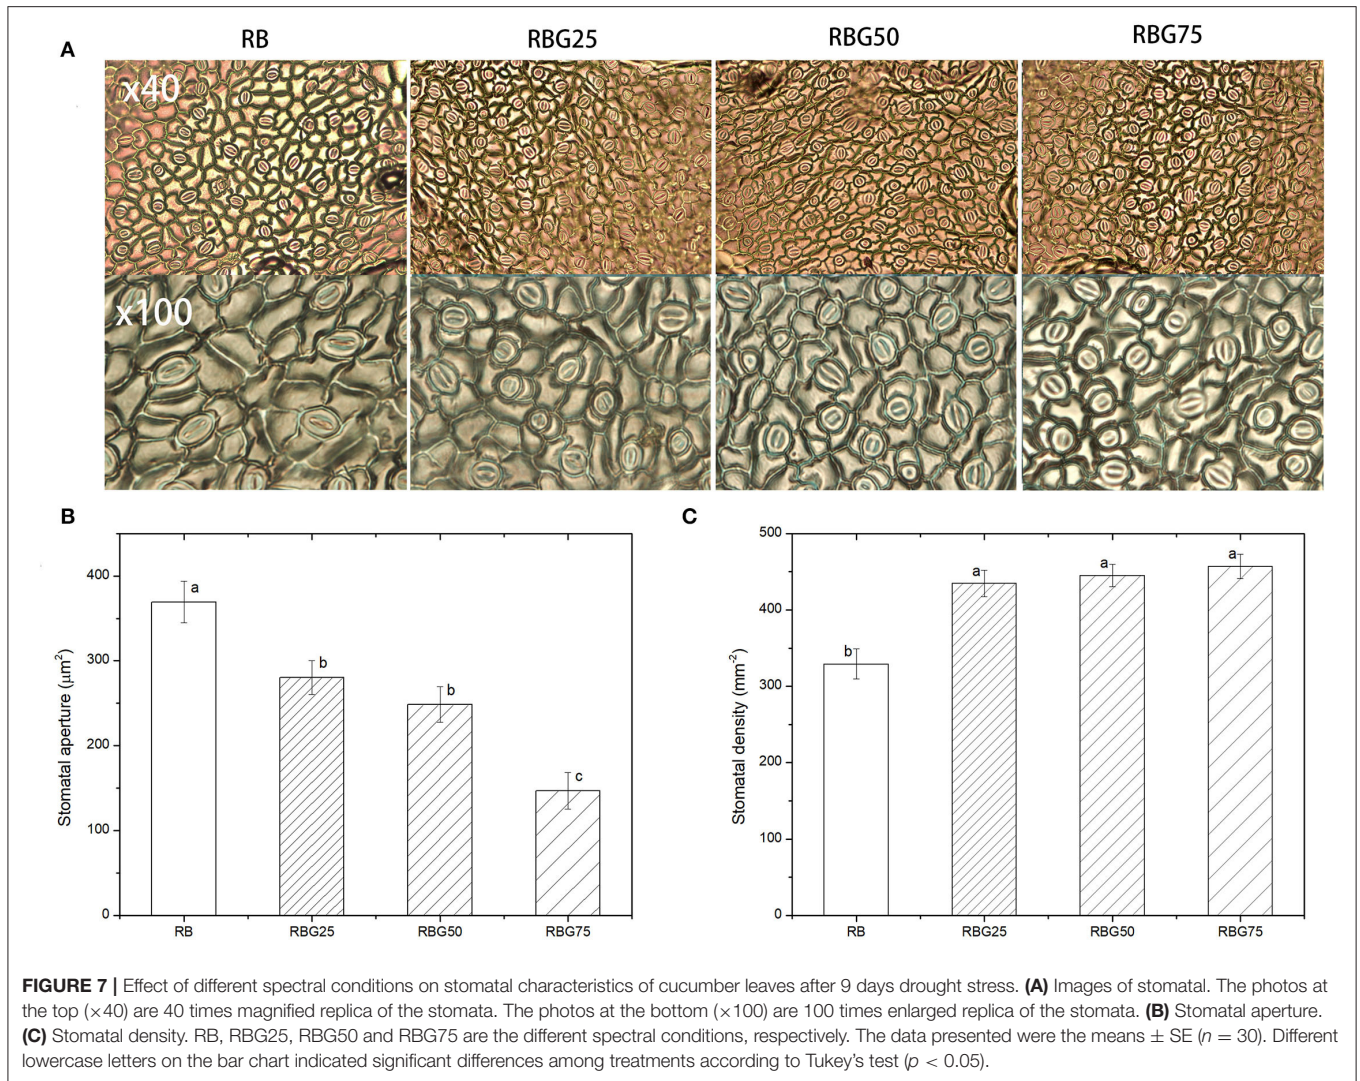 A
RB
RBG25
RBG50
RBG75
x40
x100
B
400
300
200
100
0
Stomatal aperture (μm²)
a
b
b
c
RB
RBG25
RBG50
RBG75
C
500
400
300
200
100
0
Stomatal density (mm⁻²)
b
a
a
a
RB
RBG25
RBG50
RBG75
FIGURE 7 | Effect of different spectral conditions on stomatal characteristics of cucumber leaves after 9 days drought stress. (A) Images of stomatal. The photos at
the top (×40) are 40 times magnified replica of the stomata. The photos at the bottom (×100) are 100 times enlarged replica of the stomata. (B) Stomatal aperture.
(C) Stomatal density. RB, RBG25, RBG50 and RBG75 are the different spectral conditions, respectively. The data presented were the means ± SE (n = 30). Different
lowercase letters on the bar chart indicated significant differences among treatments according to Tukey's test (p < 0.05).